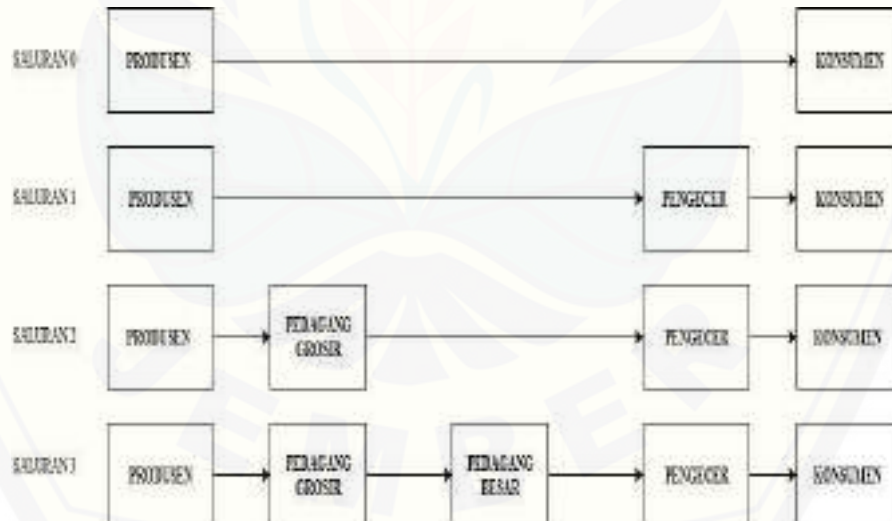 SALURAN 0
PRODUSEN
KONSUMEN
SALURAN 1
PRODUSEN
PENGECER
KONSUMEN
SALURAN 2
PRODUSEN
PEDAGANG
GROSIR
PENGECER
KONSUMEN
SALURAN 3
PRODUSEN
PEDAGANG
GROSIR
PEDAGANG
BESAR
PENGECER
KONSUMEN
JEMBER